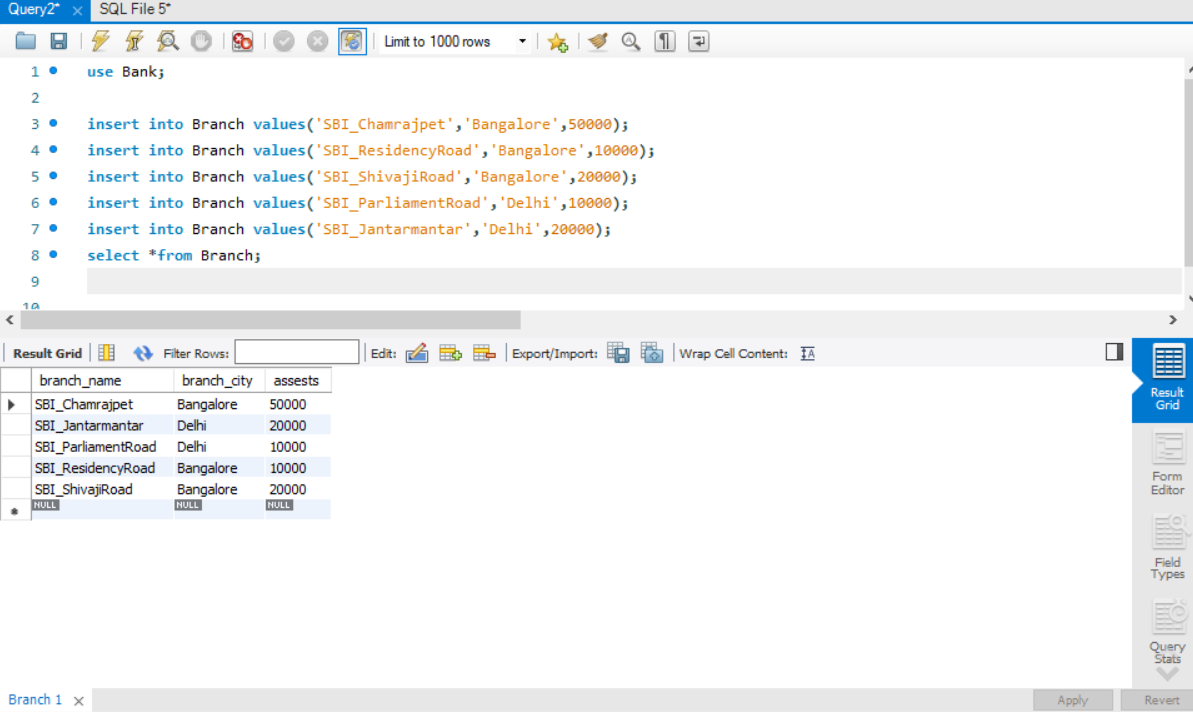 Query2* × SQL File 5*
Limit to 1000 rows
1 use Bank;
2
3 insert into Branch values('SBI_Chamrajpet','Bangalore',50000);
4 insert into Branch values('SBI_ResidencyRoad','Bangalore',10000);
5 insert into Branch values('SBI_ShivajiRoad','Bangalore',20000);
6 insert into Branch values('SBI_ParliamentRoad','Delhi',10000);
7 insert into Branch values('SBI_Jantarmantar','Delhi',20000);
8 select *from Branch;
9
10
Result Grid Filter Rows: Edit: Export/Import: Wrap Cell Content: IA
branch_name branch_city assests
SBI_Chamrajpet Bangalore 50000
SBI_Jantarmantar Delhi 20000
SBI_ParliamentRoad Delhi 10000
SBI_ResidencyRoad Bangalore 10000
SBI_ShivajiRoad Bangalore 20000
NULL NULL NULL
Result
Grid
Form
Editor
Field
Types
Query
Stats
Branch 1 × Apply Revert